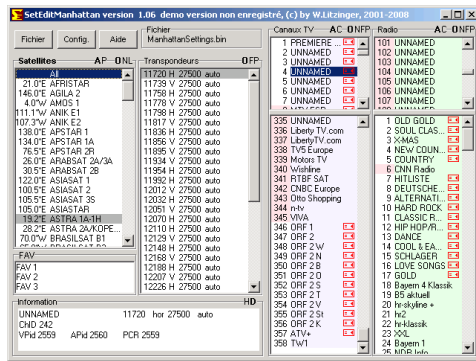 SetEditManhattan version 1.06 demo version non enregistré, (c) by W.Litzinger, 2001-2008
Fichier
Config.
Aide
Fichier
ManhattanSettings.bin
Satellites AP ONL
All
21.0°E AFRISTAR
146.0°E AGILA 2
4.0°W AMOS 1
111.1°W ANIK E1
107.3°W ANIK E2
138.0°E APSTAR 1
134.0°E APSTAR 1A
76.5°E APSTAR 2R
26.0°E ARABSAT 2A/3A
30.5°E ARABSAT 2B
122.0°E ASIASAT 1
100.5°E ASIASAT 2
105.5°E ASIASAT 3S
105.0°E ASIASTAR
19.2°E ASTRA 1A-1H
28.2°E ASTRA 2A/KOPE...
70.0°W BRASILSAT B1
FAV
FAV 1
FAV 2
FAV 3
Transpondeurs OFP
11720 H 27500 auto
11739 V 27500 auto
11758 H 27500 auto
11778 V 27500 auto
11798 H 27500 auto
11817 V 27500 auto
11836 H 27500 auto
11856 V 27500 auto
11895 V 27500 auto
11934 V 27500 auto
11953 H 27500 auto
11992 H 27500 auto
12012 V 27500 auto
12032 H 27500 auto
12051 V 27500 auto
12070 H 27500 auto
12110 H 27500 auto
12129 V 27500 auto
12148 H 27500 auto
12168 V 27500 auto
12188 H 27500 auto
12207 V 27500 auto
12226 H 27500 auto
Information HD
UNNAMED 11720 hor 27500 auto
ChID 242
VPid 2559 APid 2560 PCR 2559
Canaux TV AC ONFP
1 PREMIERE ...
2 UNNAMED
3 UNNAMED
4 UNNAMED
5 UNNAMED
6 UNNAMED
7 UNNAMED
335 UNNAMED
336 Liberty TV.com
337 Liberty TV.com
338 TV5 Europe
339 Motors TV
340 Wishline
341 RTBF SAT
342 CNBC Europe
343 Otto Shopping
344 n-tv
345 VIVA
346 ORF 1
347 ORF 2
348 ORF 2 W
349 ORF 2 N
350 ORF 2 B
351 ORF 2 O
352 ORF 2 S
353 ORF 2 T
354 ORF 2 V
355 ORF 2 St
356 ORF 2 K
357 ATV+
358 TW1
Radio AC ONFP
101 UNNAMED
102 UNNAMED
103 UNNAMED
104 UNNAMED
105 UNNAMED
106 UNNAMED
107 UNNAMED
1 OLD GOLD
2 SOUL CLAS...
3 X-MAS
4 NEW COUN...
5 COUNTRY
6 CNN Radio
7 HITLISTE
8 DEUTSCHE...
9 ALTERNATI...
10 HARD ROCK
11 CLASSIC R...
12 HIP HOP/R...
13 DANCE
14 COOL & EA...
15 SCHLAGER
16 LOVE SONGS
17 GOLD
18 Bayern 4 Klassik
19 B5 aktuell
20 hr-skyline +
21 hr2
22 hr-klassik
23 XXL
24 Bayern 1
25 NDR Info